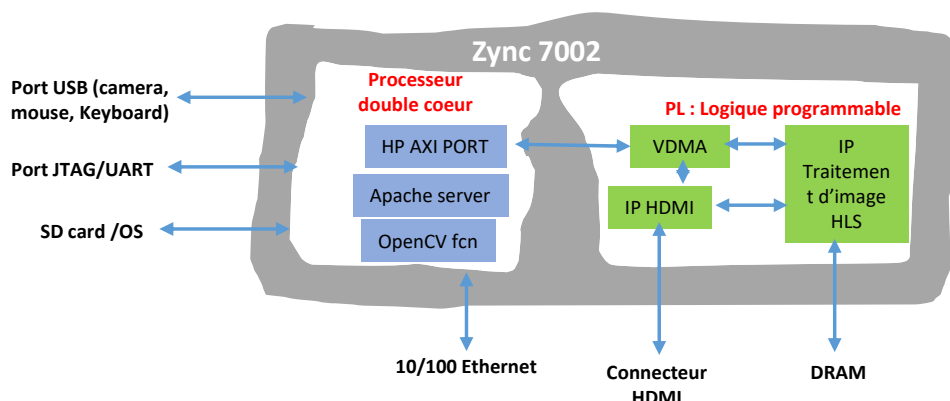 Zync 7002
Port USB (camera,
mouse, Keyboard)
Port JTAG/UART
SD card /OS
Processeur
double coeur
HP AXI PORT
Apache server
OpenCV fcn
PL : Logique programmable
VDMA
IP HDMI
IP
Traitemen
t d’image
HLS
10/100 Ethernet
Connecteur
HDMI
DRAM